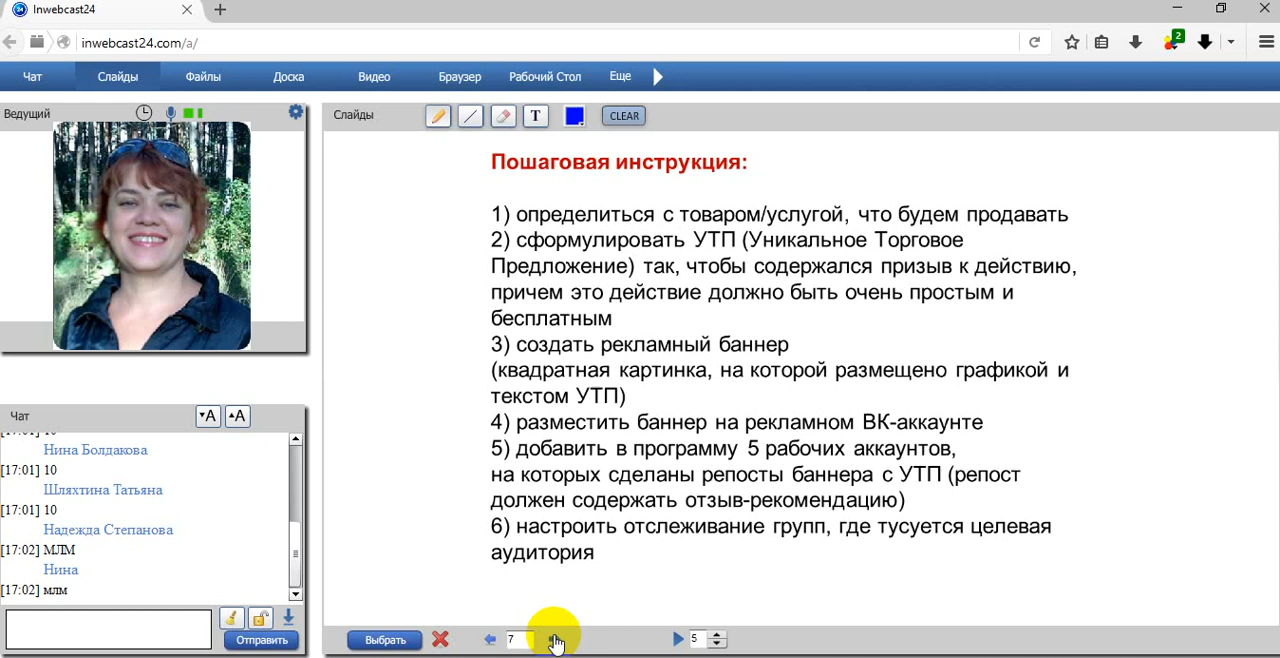 Inwebcast24
inwebcast24.com/a/
2
Чат
Слайды
Файлы
Доска
Видео
Браузер
Рабочий Стол
Еще
Ведущий
Слайды
T
CLEAR
Пошаговая инструкция:
1) определиться с товаром/услугой, что будем продавать
2) сформулировать УТП (Уникальное Торговое
Предложение) так, чтобы содержался призыв к действию,
причем это действие должно быть очень простым и
бесплатным
3) создать рекламный баннер
(квадратная картинка, на которой размещено графикой и
текстом УТП)
4) разместить баннер на рекламном ВК-аккаунте
5) добавить в программу 5 рабочих аккаунтов,
на которых сделаны репосты баннера с УТП (репост
должен содержать отзыв-рекомендацию)
6) настроить отслеживание групп, где тусуется целевая
аудитория
Чат
A
A
[17:01] 10
Нина Болдакова
[17:01] 10
Шляхтина Татьяна
[17:01] 10
Надежда Степанова
[17:02] МЛМ
Нина
[17:02] млм
Отправить
Выбрать
7
5